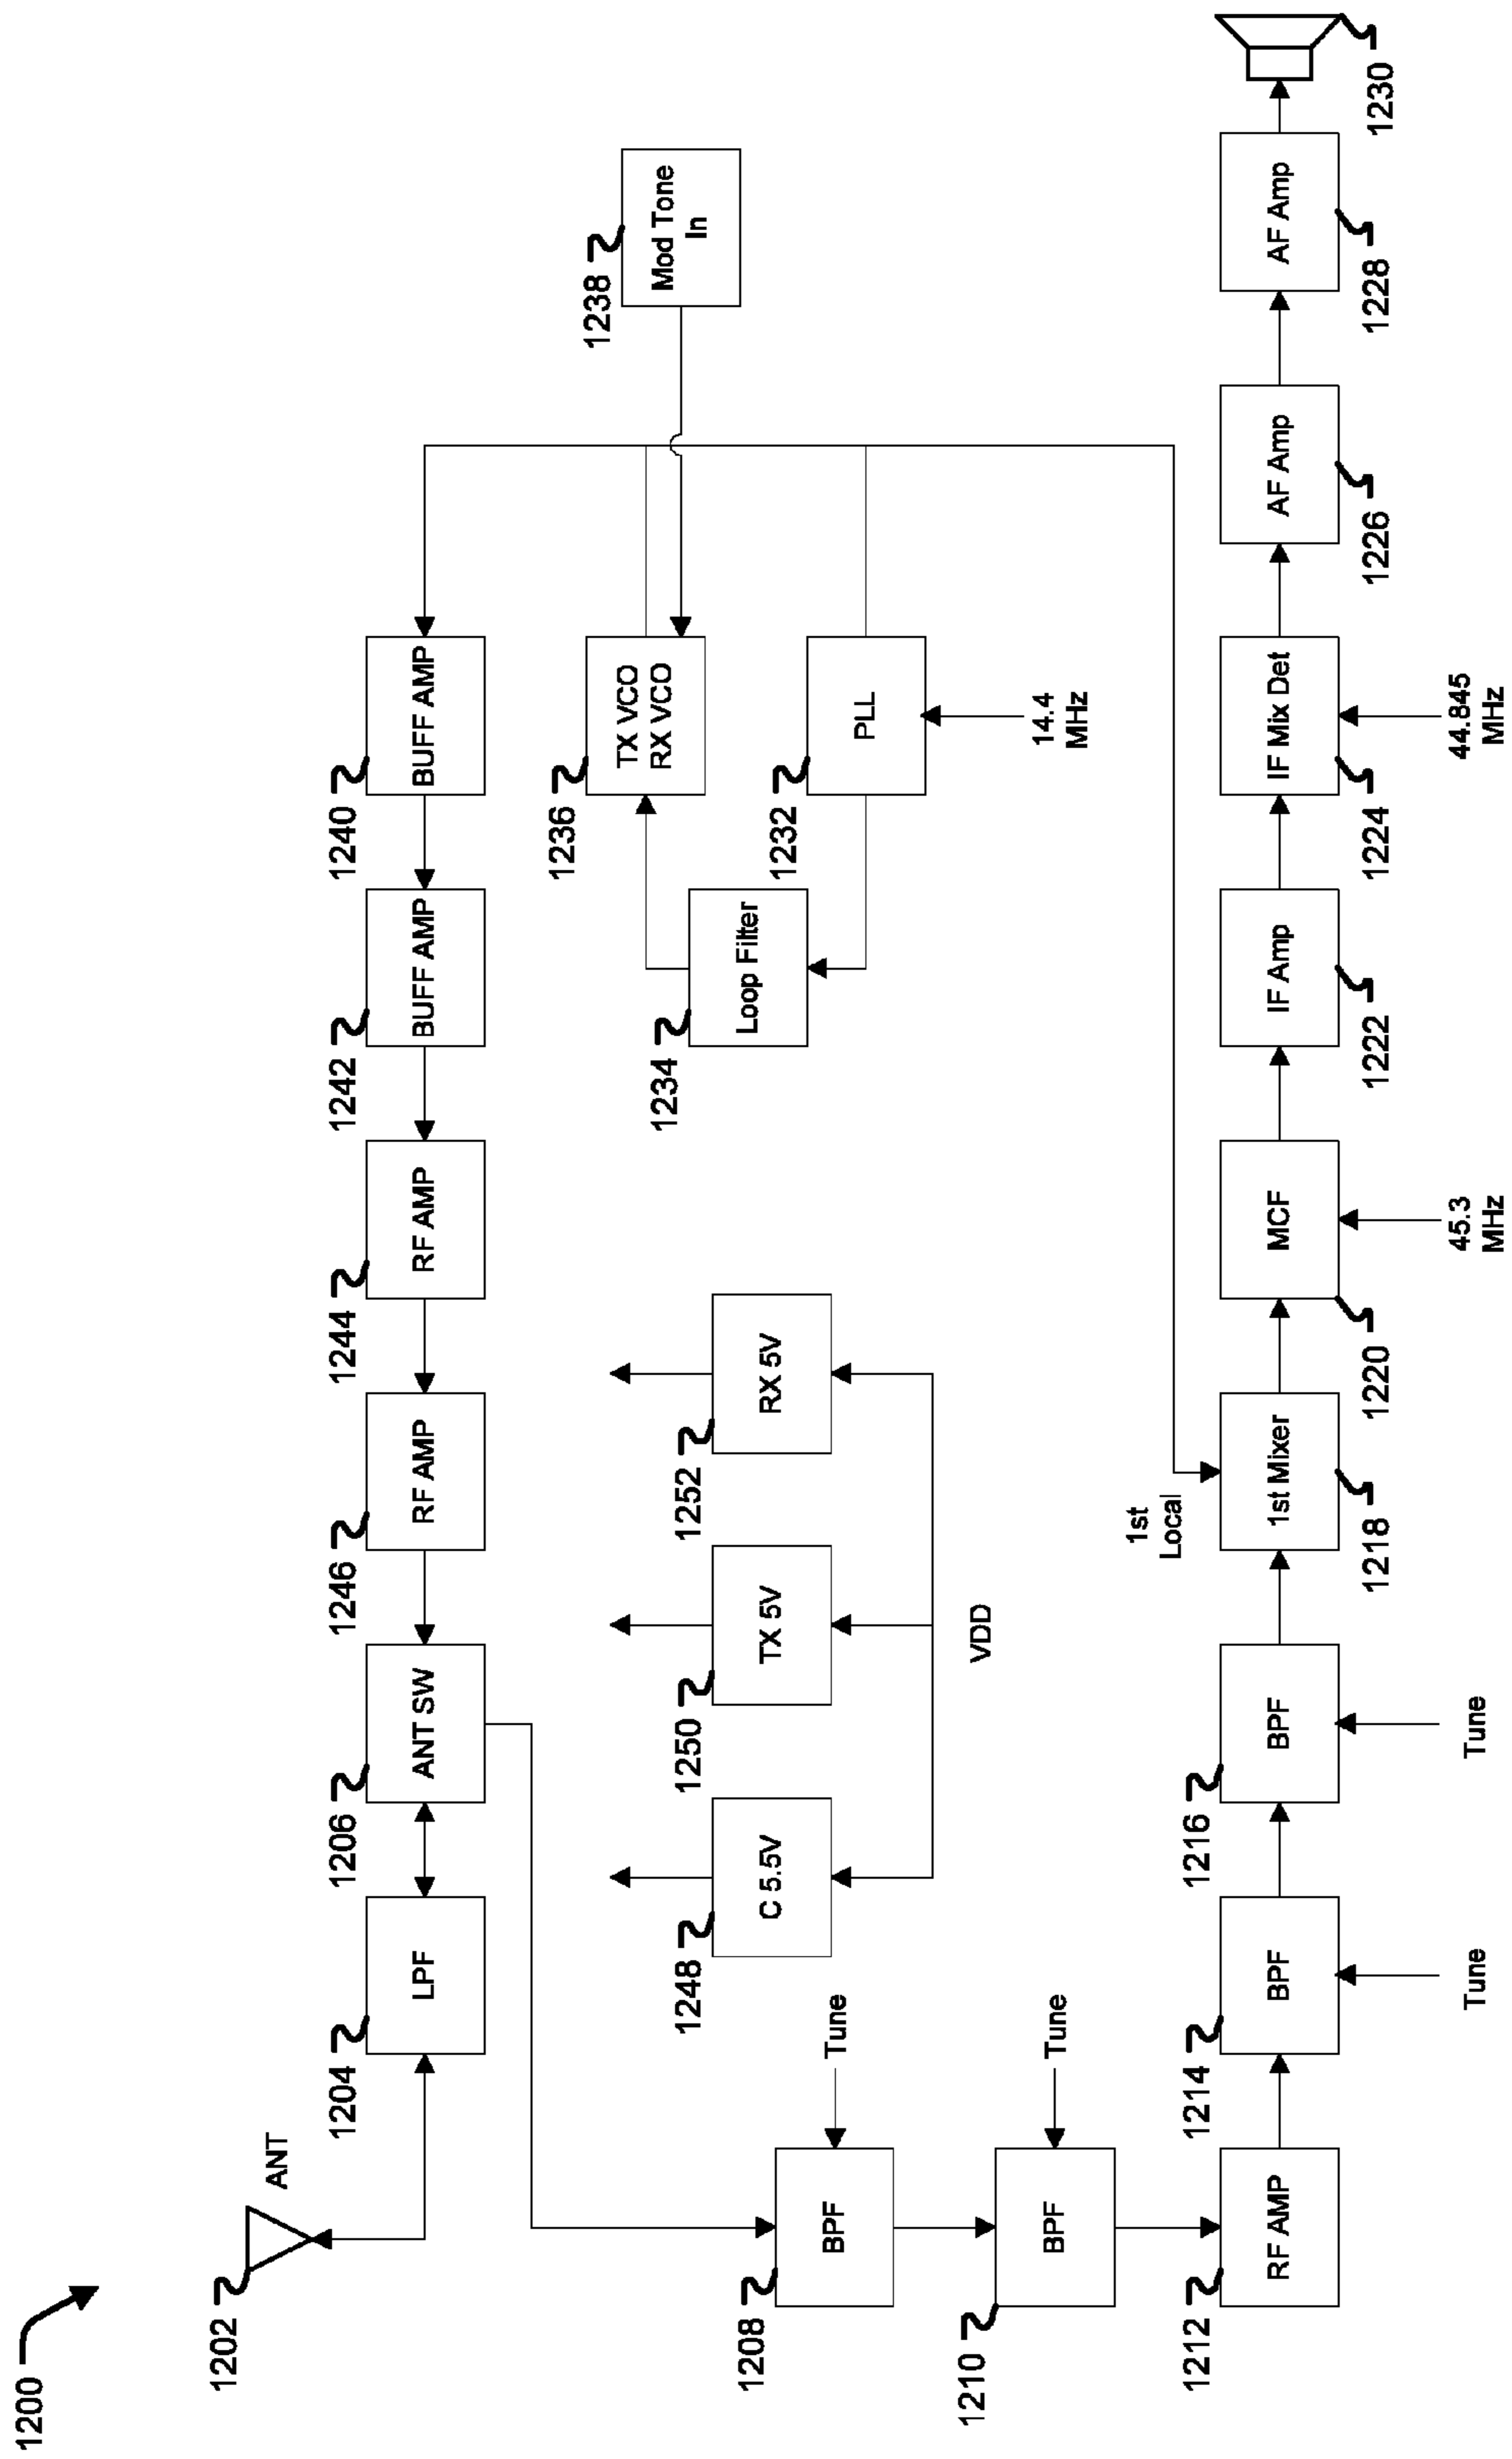 1200
1202
ANT
1204
LPF
1206
ANT SW
1246
RF AMP
1244
RF AMP
1242
BUFF AMP
1240
BUFF AMP
1236
TX VCO
RX VCO
1238
Mod Tone
In
1234
Loop Filter
1232
PLL
14.4
MHz
1248
C 5.5V
1250
TX 5V
1252
RX 5V
VDD
1208
BPF
Tune
1210
BPF
Tune
1212
RF AMP
1214
BPF
Tune
1216
BPF
Tune
1st
Local
1st Mixer
1218
MCF
1220
45.3
MHz
IF Amp
1222
IF Mix Det
1224
44.845
MHz
AF Amp
1226
AF Amp
1228
1230